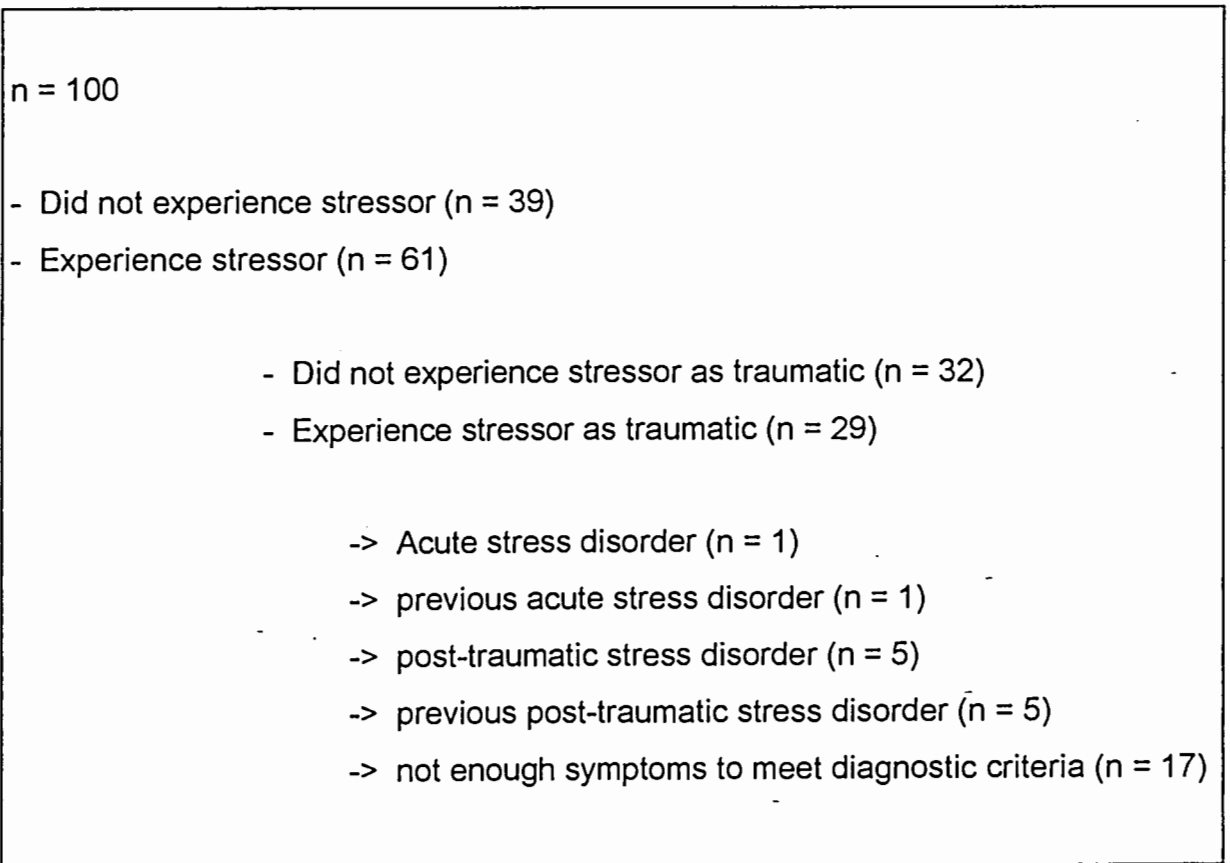 n = 100
- Did not experience stressor (n = 39)
- Experience stressor (n = 61)
- Did not experience stressor as traumatic (n = 32)
- Experience stressor as traumatic (n = 29)
-> Acute stress disorder (n = 1)
-> previous acute stress disorder (n = 1)
-> post-traumatic stress disorder (n = 5)
-> previous post-traumatic stress disorder (n = 5)
-> not enough symptoms to meet diagnostic criteria (n = 17)